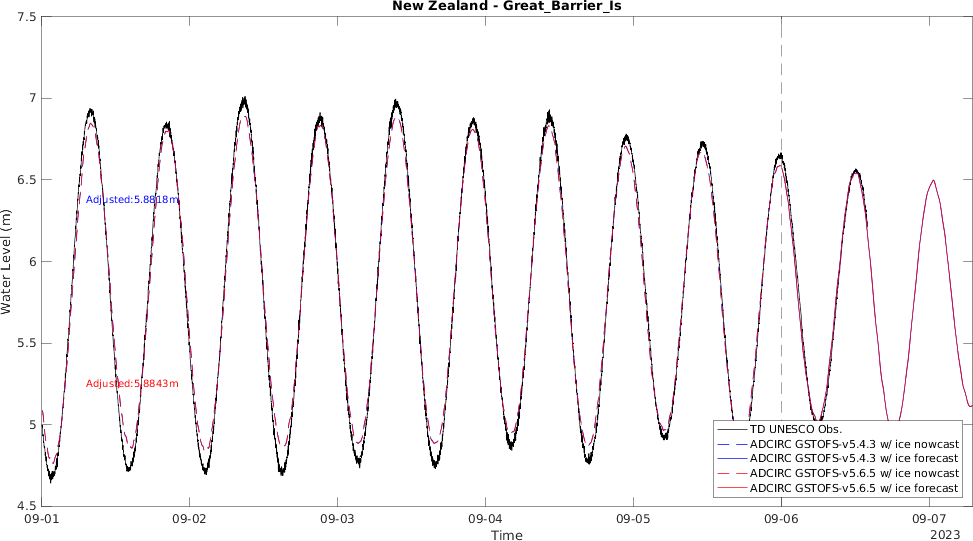 New Zealand - Great_Barrier_Is
7.5
7
6.5
6
5.5
5
4.5
Water Level (m)
Adjusted:5.8818m
Adjusted:5.8843m
TD UNESCO Obs.
ADCIRC GSTOFS-v5.4.3 w/ ice nowcast
ADCIRC GSTOFS-v5.4.3 w/ ice forecast
ADCIRC GSTOFS-v5.6.5 w/ ice nowcast
ADCIRC GSTOFS-v5.6.5 w/ ice forecast
09-01 09-02 09-03 09-04 09-05 09-06 09-07
Time
2023